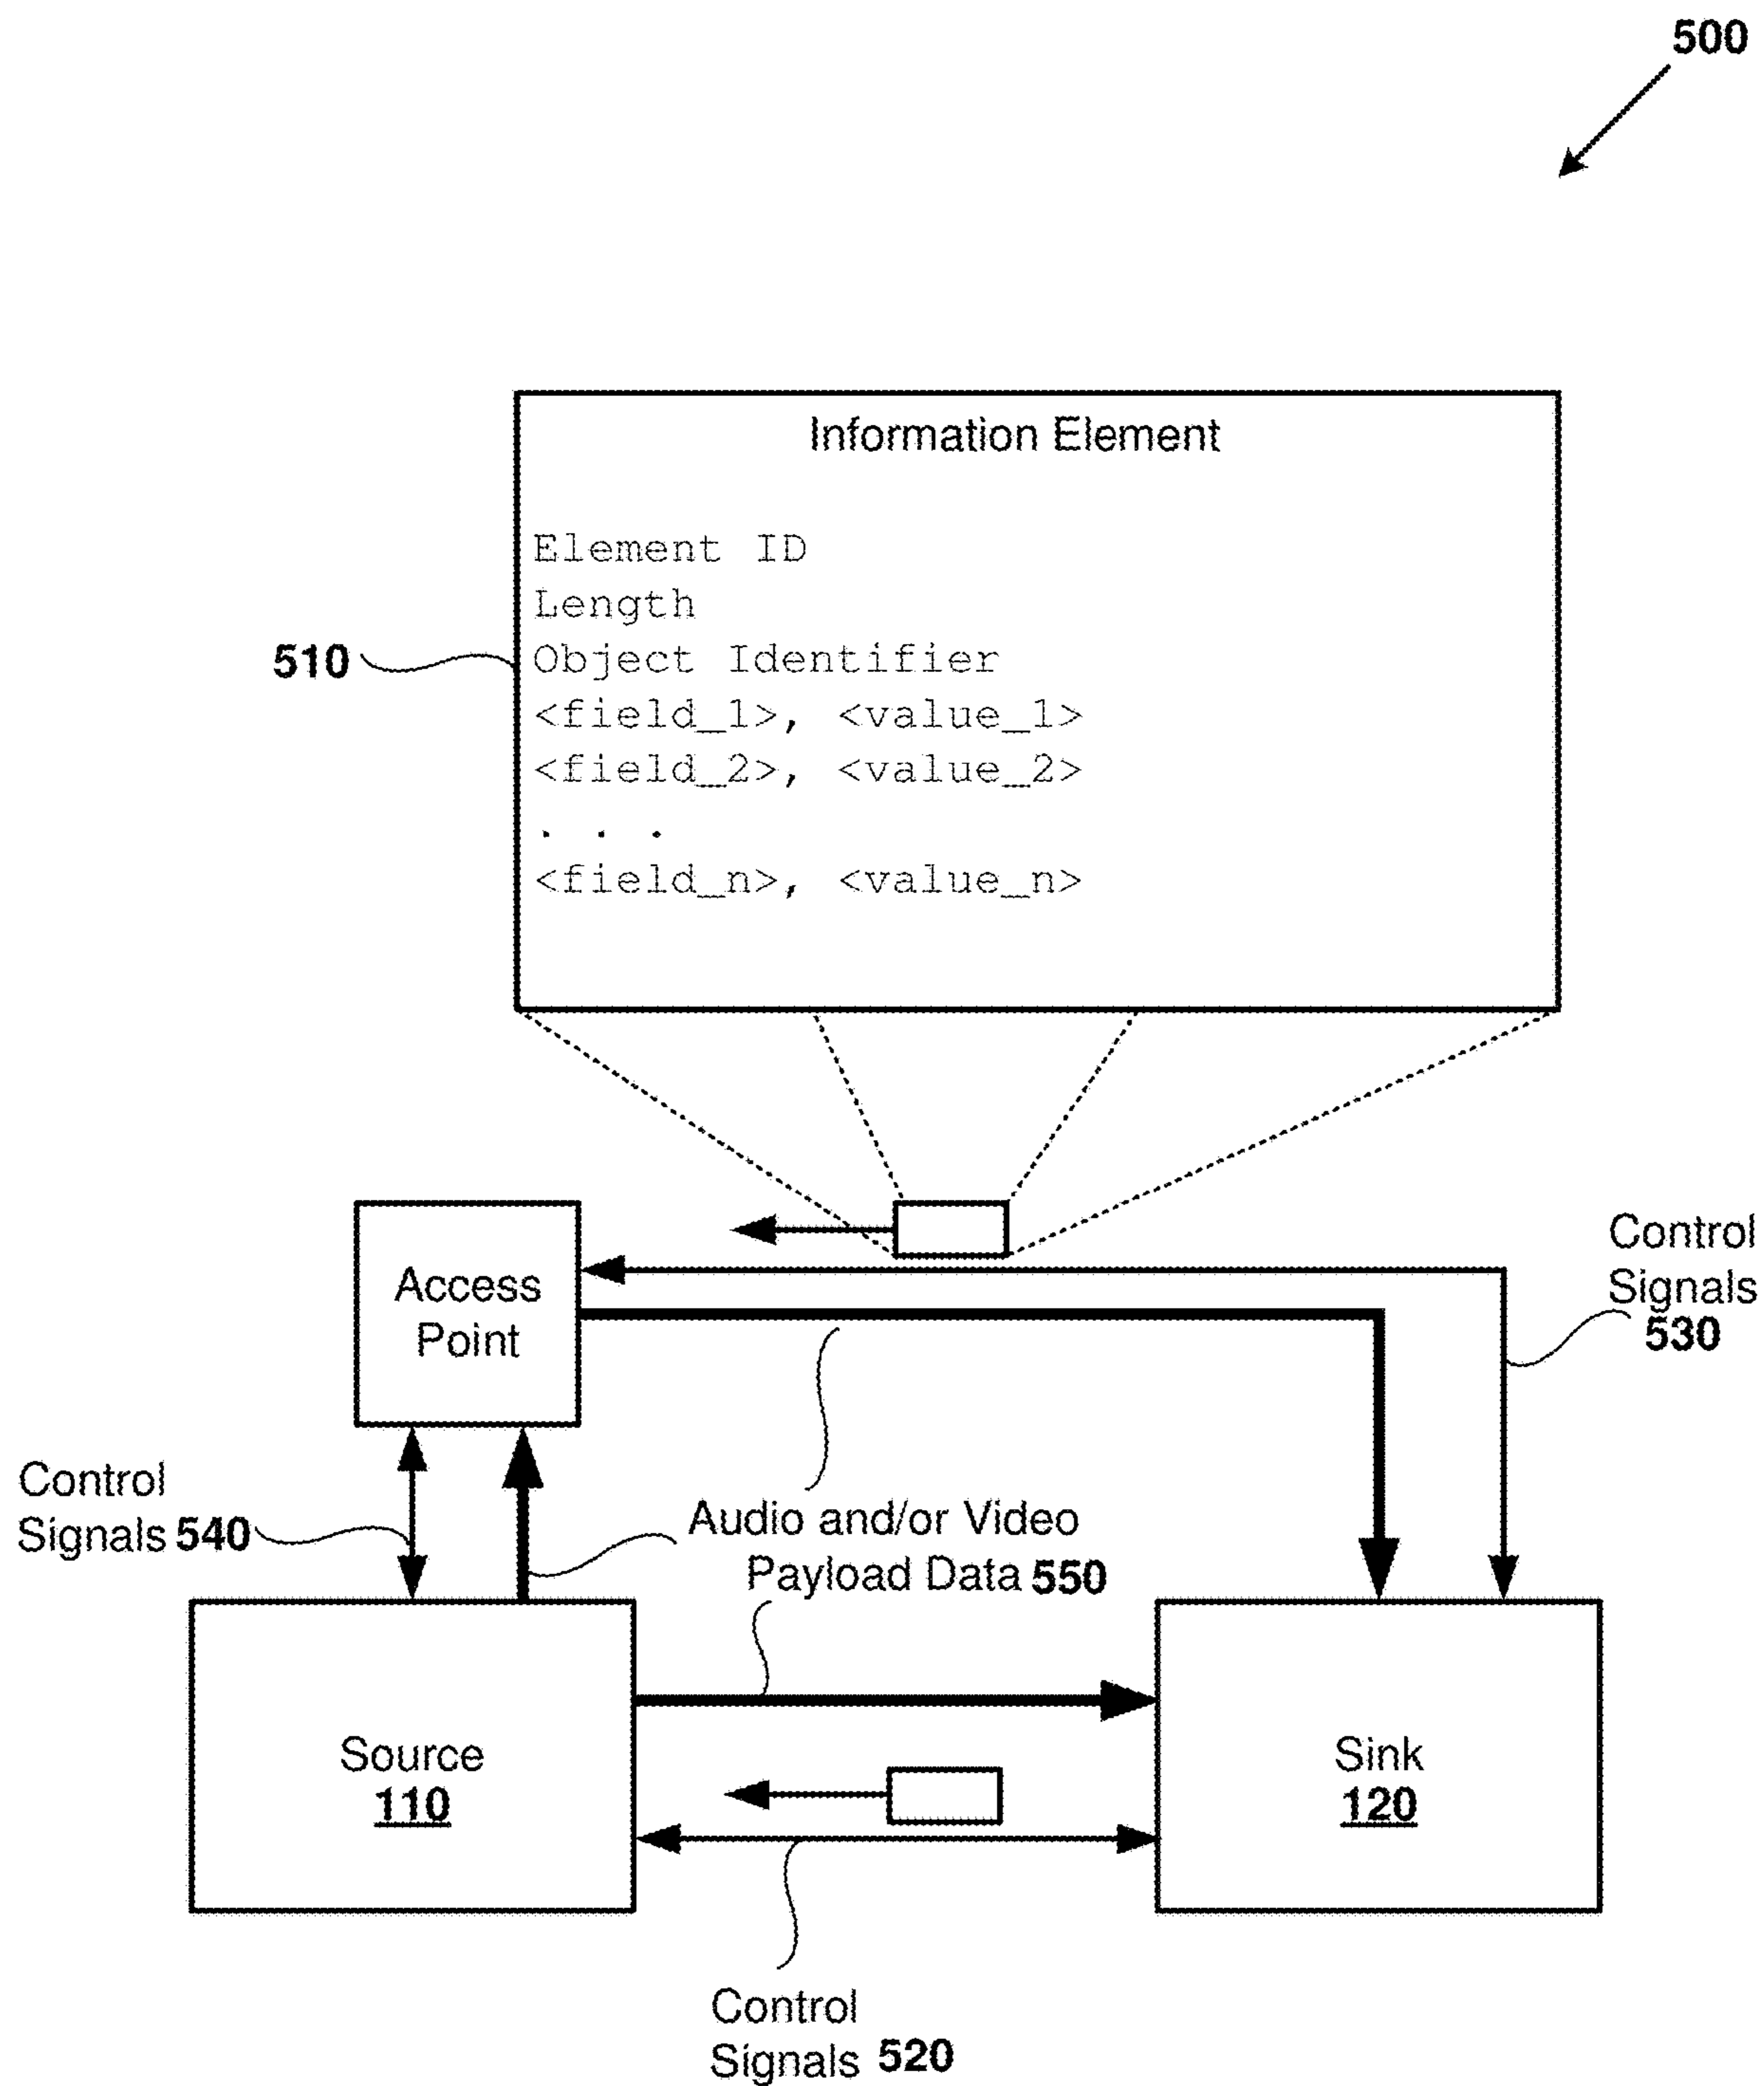 500
Information Element
Element ID
Length
510
Object Identifier
<field_1>, <value_1>
<field_2>, <value_2>
. . .
<field_n>, <value_n>
Access
Point
Control
Signals
530
Control
Signals 540
Audio and/or Video
Payload Data 550
Source
110
Sink
120
Control
Signals 520